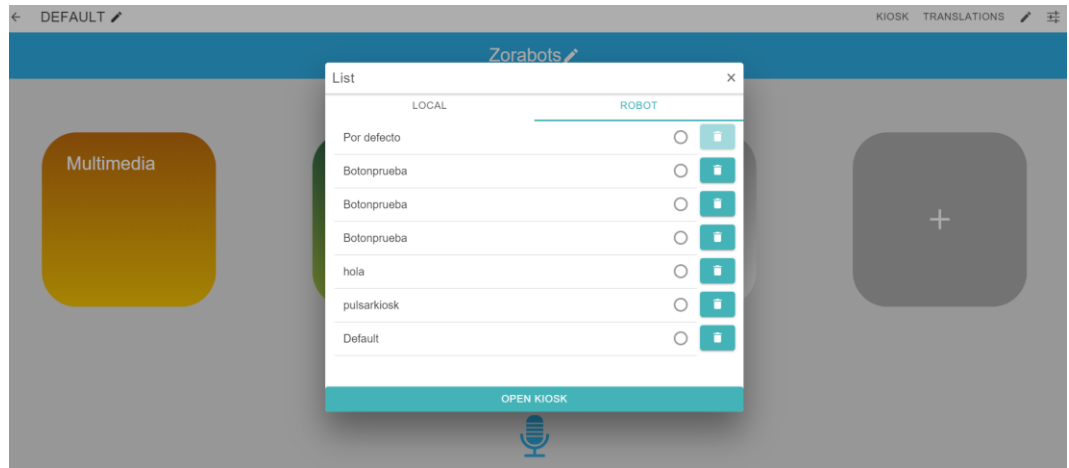 DEFAULT
KIOSK TRANSLATIONS
Zorabots
List
LOCAL ROBOT
Por defecto
Multimedia
Botonprueba
Botonprueba
Botonprueba
hola
pulsarkiosk
Default
OPEN KIOSK